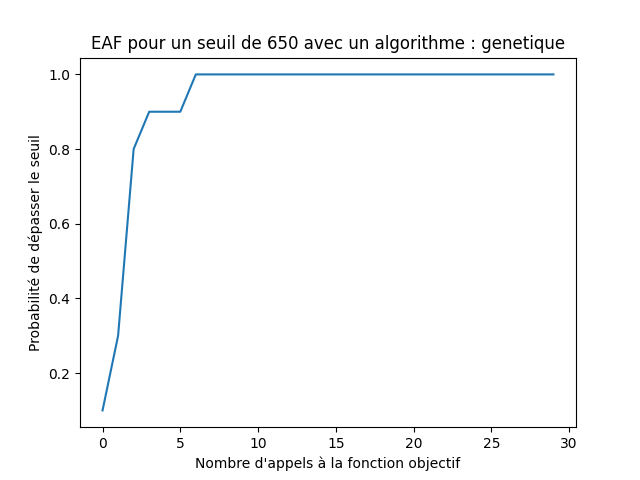 EAF pour un seuil de 650 avec un algorithme : genetique
1.0
0.8
0.6
0.4
0.2
Probabilité de dépasser le seuil
0 5 10 15 20 25 30
Nombre d'appels à la fonction objectif